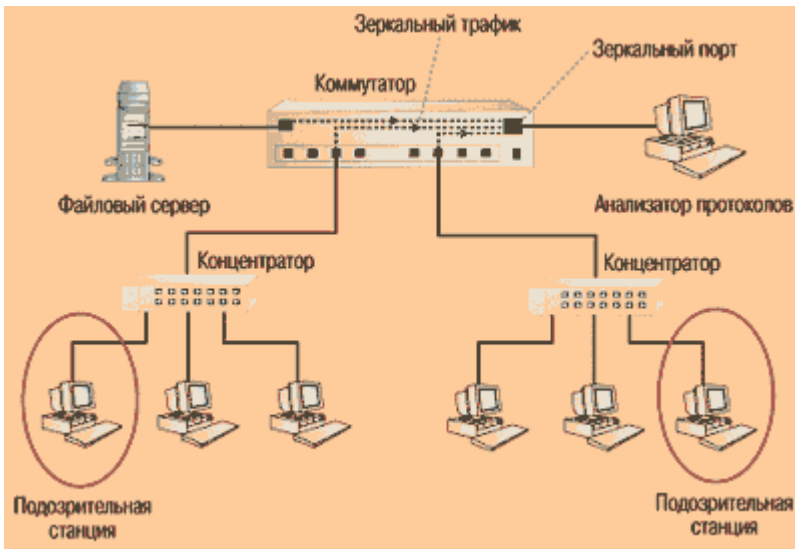 Зеркальный трафик
Зеркальный порт
Коммутатор
Файловый сервер
Анализатор протоколов
Концентратор
Концентратор
Подозрительная
станция
Подозрительная
станция